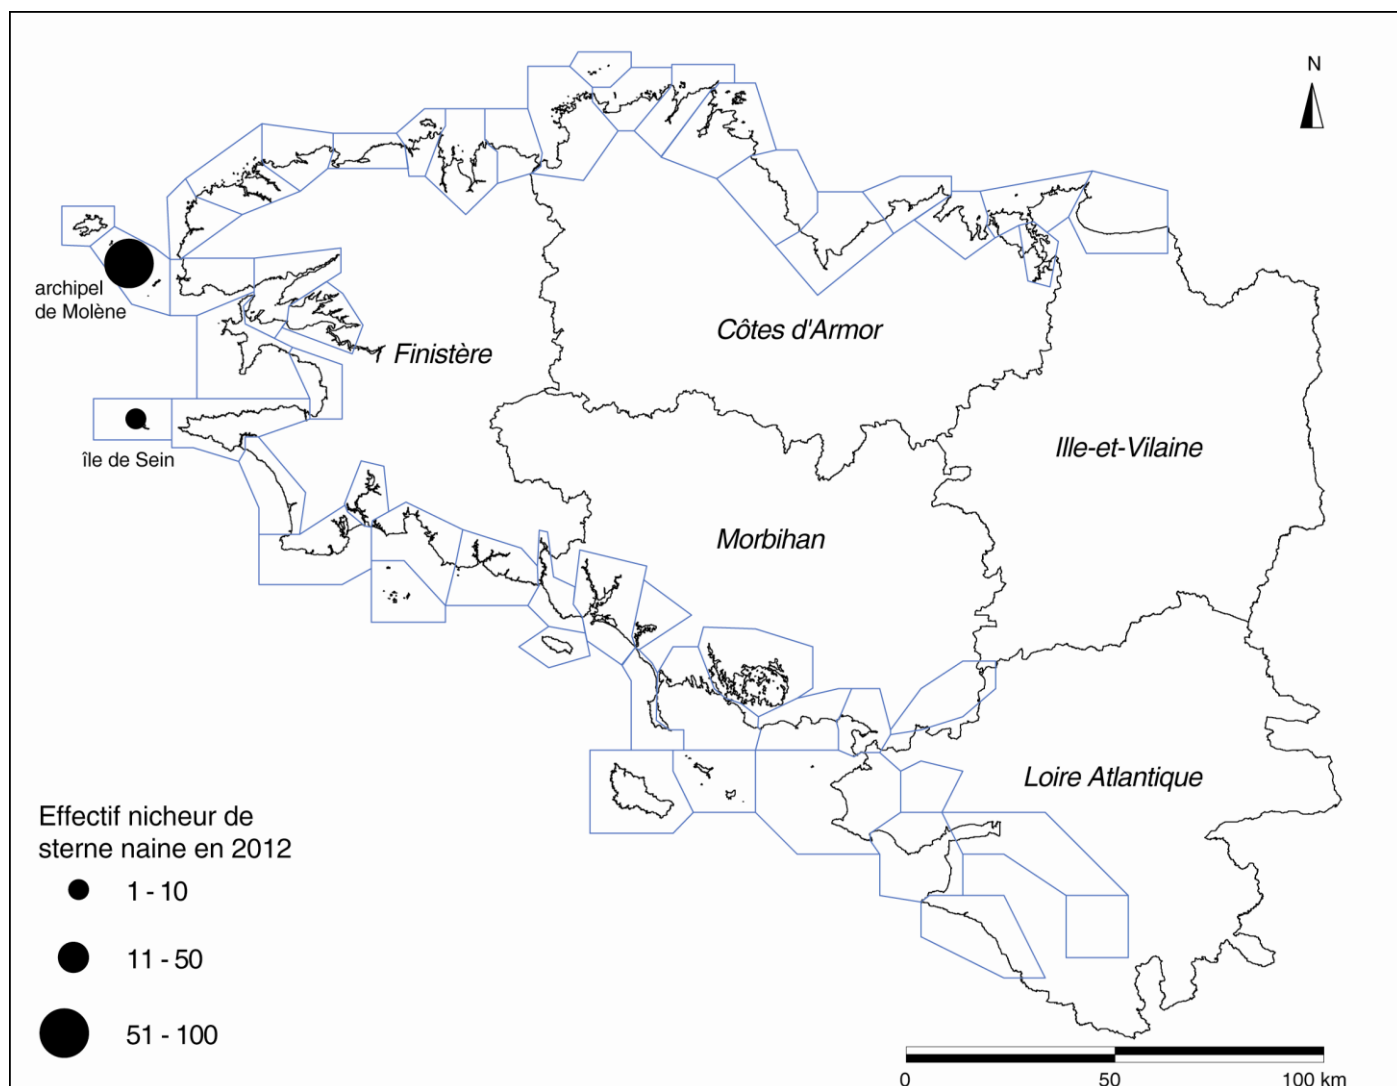 N
archipel
de Molène
Finistère
Côtes d'Armor
île de Sein
Ille-et-Vilaine
Morbihan
Loire Atlantique
Effectif nicheur de
sterne naine en 2012
1 - 10
11 - 50
51 - 100
0 50 100 km